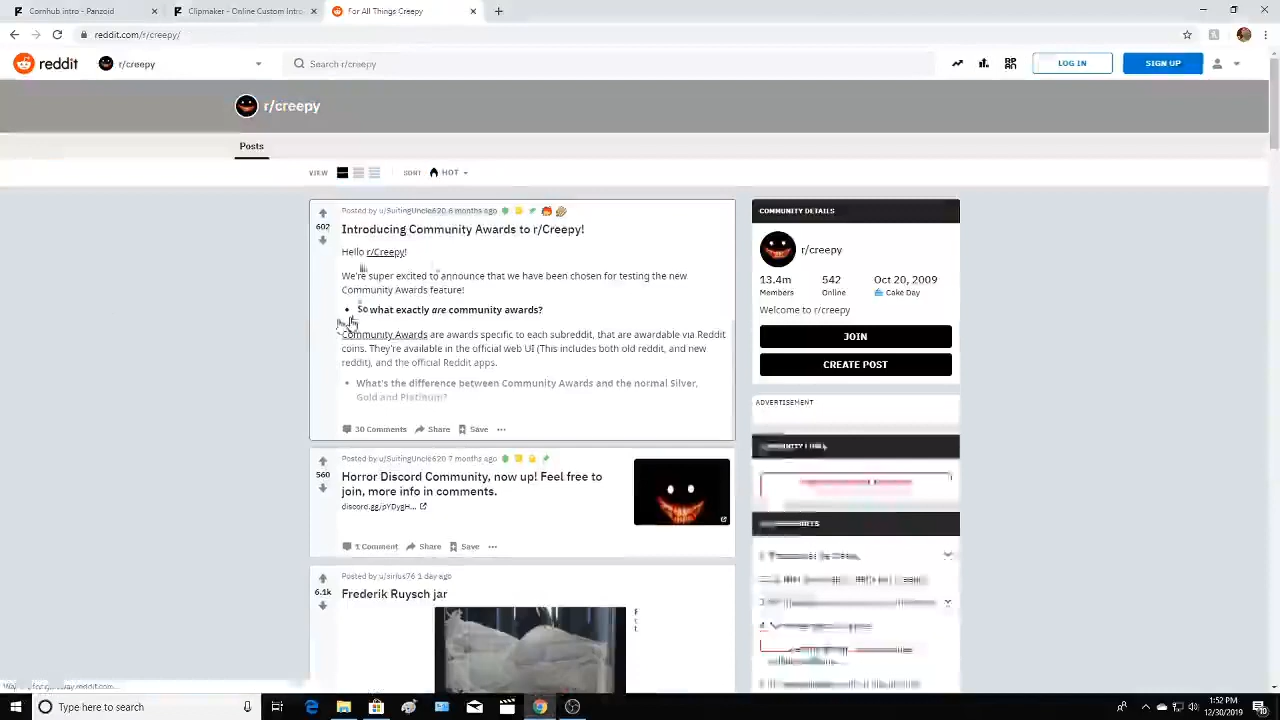 Cornhub intro - Panzoid
Clipmaker - Online Custom Intro
For All Things Creepy
reddit.com/r/creepy/
reddit
r/creepy
Search r/creepy
LOG IN
SIGN UP
r/creepy
Posts
VIEW
SORT
HOT
602
Posted by u/SuitingUncle620 6 months ago
Introducing Community Awards to r/Creepy!
Hello r/Creepy!
We're super excited to announce that we have been chosen for testing the new
Community Awards feature!
• So what exactly are community awards?
Community Awards are awards specific to each subreddit, that are awardable via Reddit
coins. They're available in the official web UI (This includes both old reddit, and new
reddit), and the official Reddit apps.
• What's the difference between Community Awards and the normal Silver,
Gold and Platinum?
30 Comments
Share
Save
560
Posted by u/SuitingUncle620 7 months ago
Horror Discord Community, now up! Feel free to
join, more info in comments.
discord.gg/pYDygH...
1 Comment
Share
Save
6.1k
Posted by u/sirius76 1 day ago
Frederik Ruysch jar
COMMUNITY DETAILS
r/creepy
13.4m
Members
542
Online
Oct 20, 2009
Cake Day
Welcome to r/creepy
JOIN
CREATE POST
ADVERTISEMENT
Type here to search
1:52 PM
12/30/2019